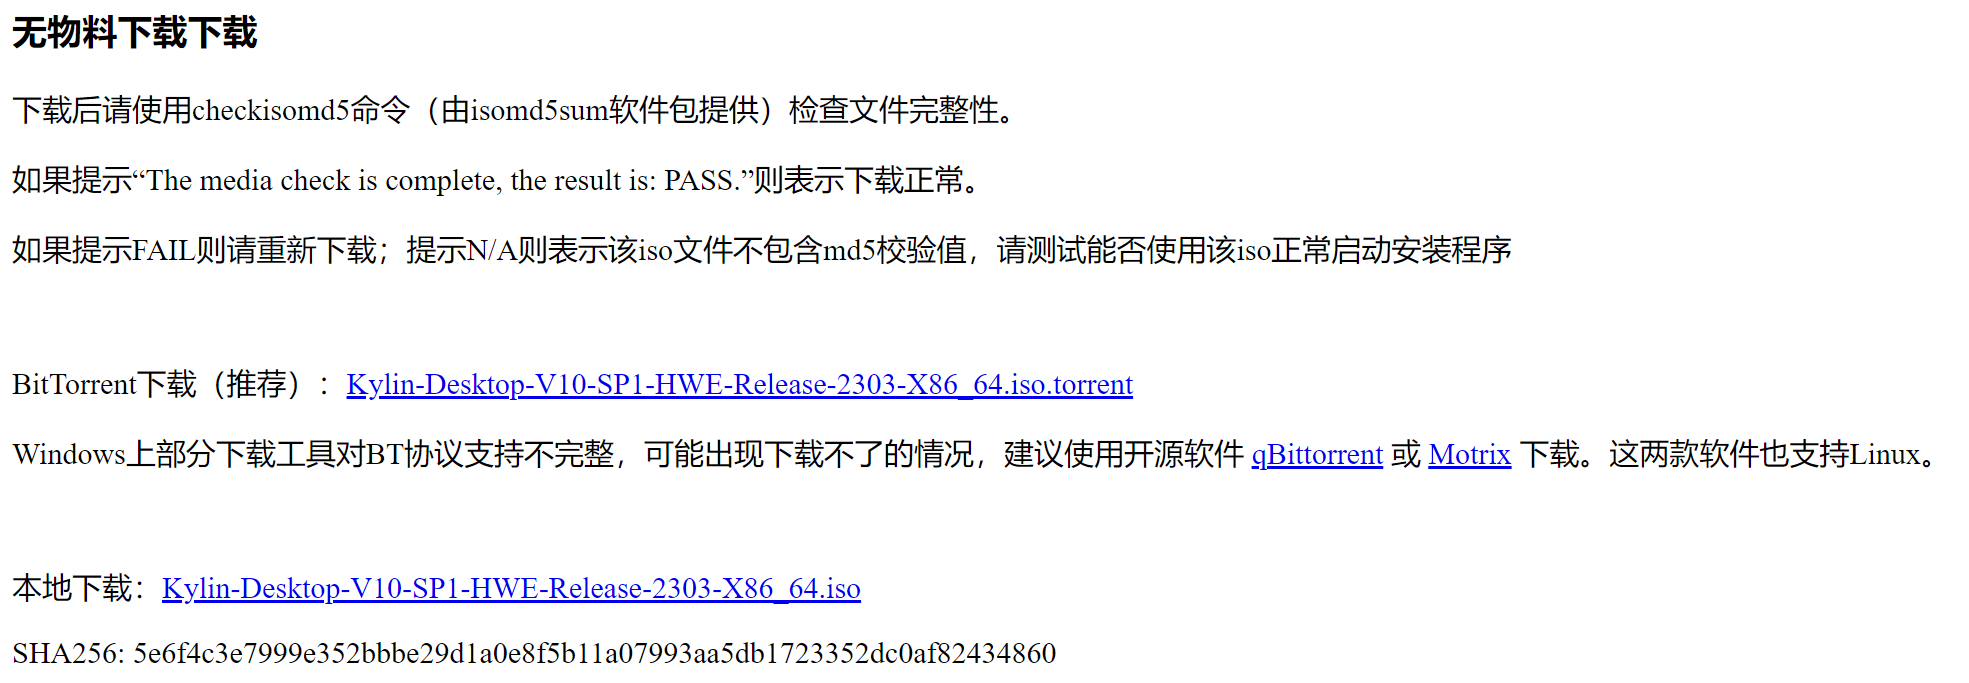 无物料下载下载
下载后请使用checkisomd5命令（由isomd5sum软件包提供）检查文件完整性。
如果提示“The media check is complete, the result is: PASS.”则表示下载正常。
如果提示FAIL则请重新下载；提示N/A则表示该iso文件不包含md5校验值，请测试能否使用该iso正常启动安装程序
BitTorrent下载（推荐）：Kylin-Desktop-V10-SP1-HWE-Release-2303-X86_64.iso.torrent
Windows上部分下载工具对BT协议支持不完整，可能出现下载不了的情况，建议使用开源软件 qBittorrent 或 Motrix 下载。这两款软件也支持Linux。
本地下载：Kylin-Desktop-V10-SP1-HWE-Release-2303-X86_64.iso
SHA256: 5e6f4c3e7999e352bbbe29d1a0e8f5b11a07993aa5db1723352dc0af82434860